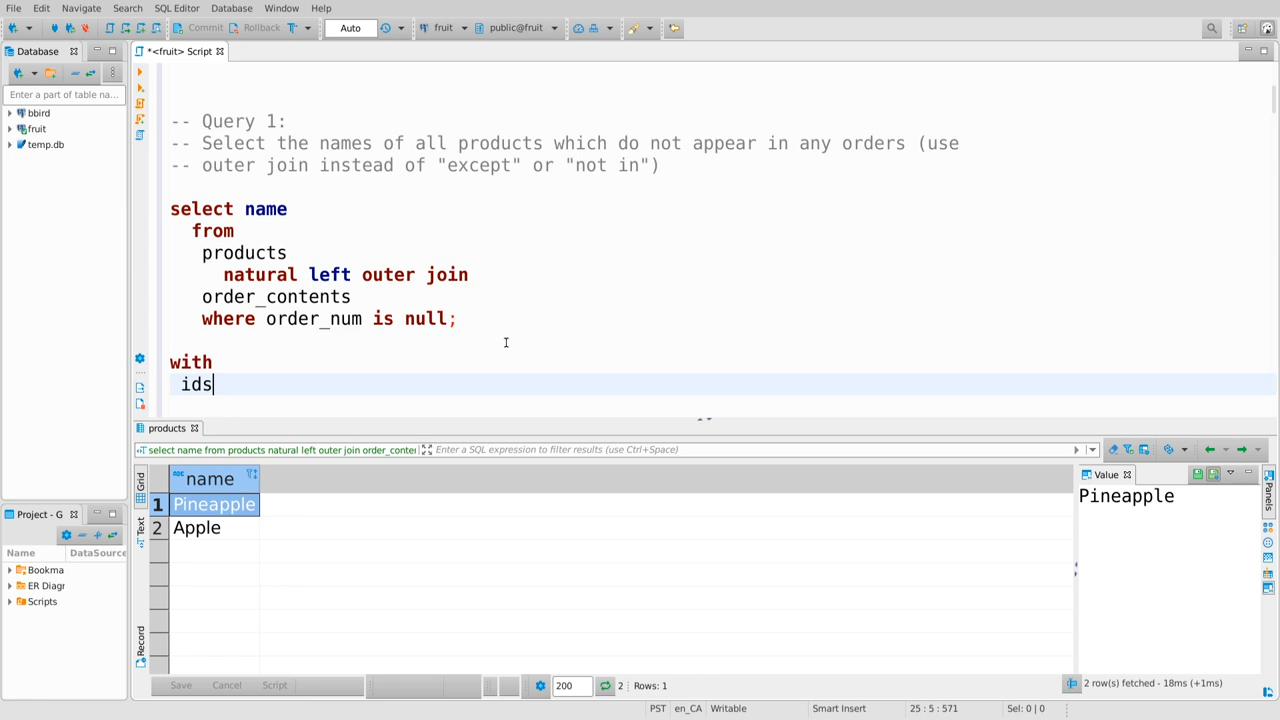 File Edit Navigate Search SQL Editor Database Window Help
Commit Rollback Auto fruit public@fruit
Database
*<fruit> Script
Enter a part of table na...
bbird
fruit
temp.db
-- Query 1:
-- Select the names of all products which do not appear in any orders (use
-- outer join instead of "except" or "not in")
select name
from
products
natural left outer join
order_contents
where order_num is null;
with
ids
products
select name from products natural left outer join order_conter
Enter a SQL expression to filter results (use Ctrl+Space)
Grid
Text
Record
name
1 Pineapple
2 Apple
Value
Pineapple
Panels
Project - G
Name DataSource
Bookma
ER Diagr
Scripts
Save Cancel Script 200 2 Rows: 1
2 row(s) fetched - 18ms (+1ms)
PST en_CA Writable Smart Insert 25 : 5 : 571 Sel: 0 | 0